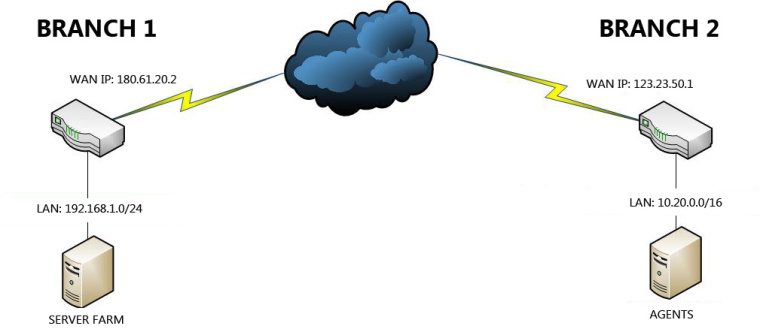 BRANCH 1
BRANCH 2
WAN IP: 180.61.20.2
WAN IP: 123.23.50.1
LAN: 192.168.1.0/24
LAN: 10.20.0.0/16
SERVER FARM
AGENTS